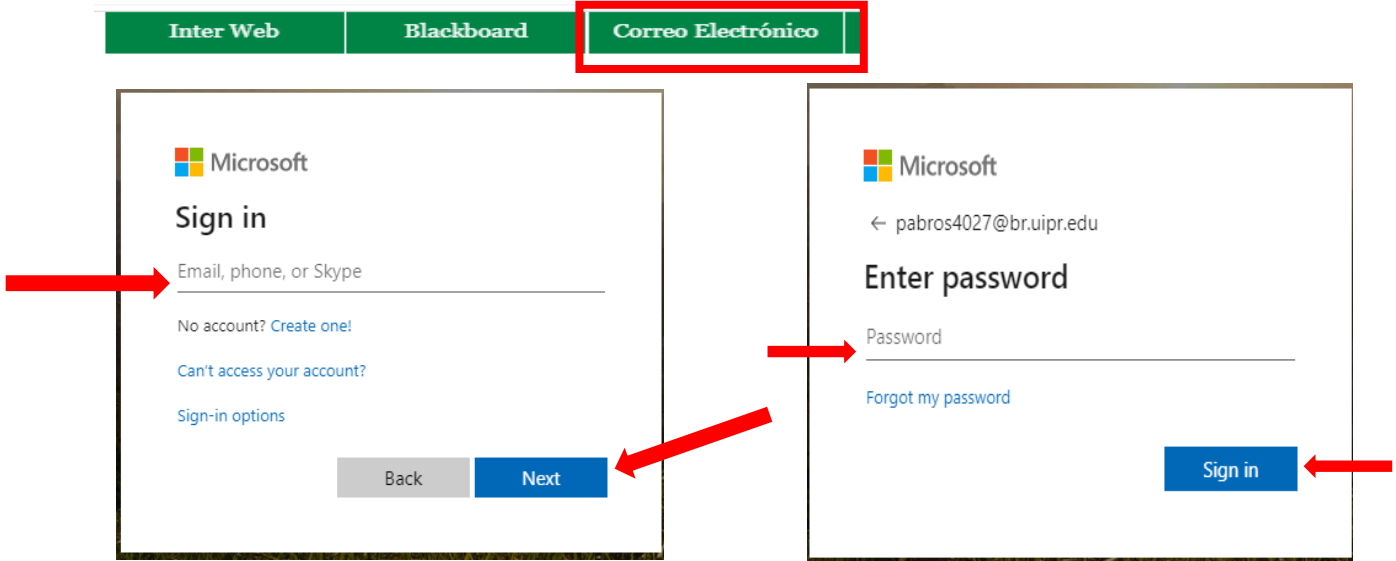 Inter Web Blackboard Correo Electrónico
Microsoft
Sign in
Email, phone, or Skype
No account? Create one!
Can't access your account?
Sign-in options
Back Next
Microsoft
← pabros4027@br.uipr.edu
Enter password
Password
Forgot my password
Sign in